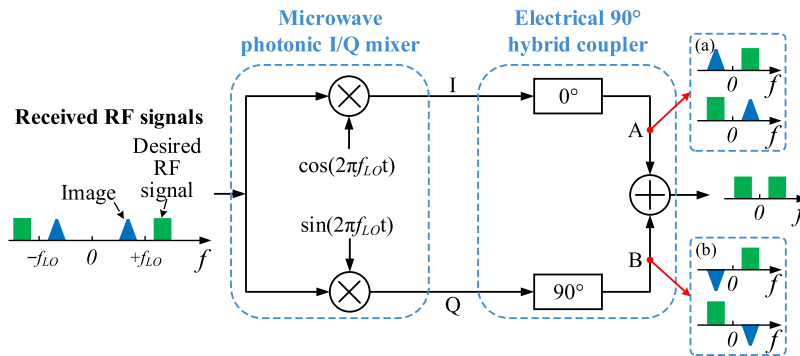 Microwave
photonic I/Q mixer
Electrical 90°
hybrid coupler
Received RF signals
Desired
RF
signal
Image
−fLO
0
+fLO
f
cos(2πfLOt)
sin(2πfLOt)
I
Q
0°
90°
A
B
(a)
0
f
0
f
0
f
(b)
0
f
0
f